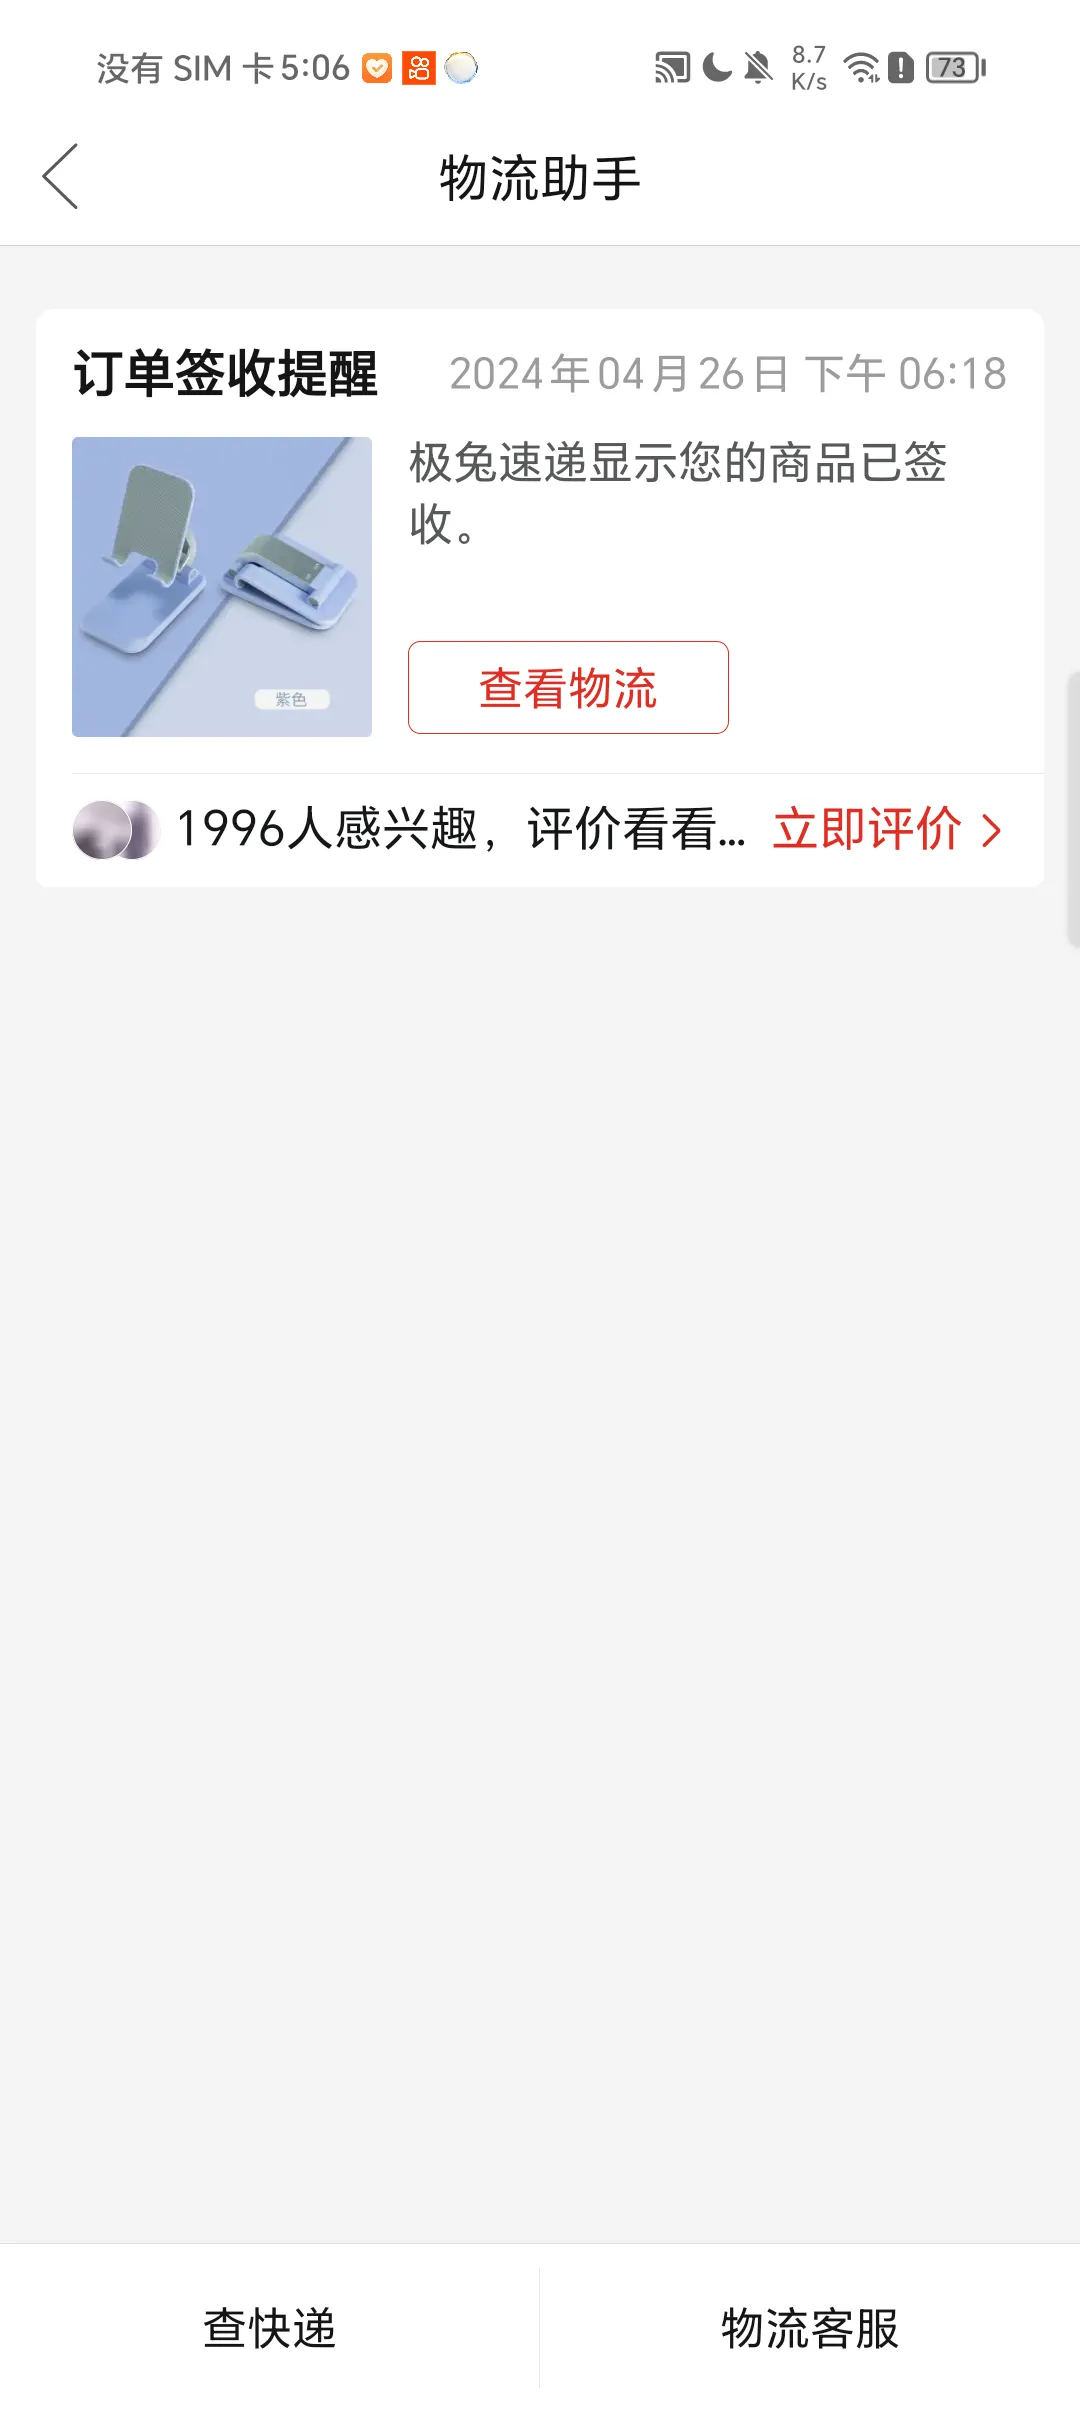 没有 SIM 卡 5:06
8.7
K/s
73
物流助手
订单签收提醒 2024年04月26日 下午 06:18
极兔速递显示您的商品已签
收。
紫色
查看物流
1996人感兴趣，评价看看... 立即评价
查快递 物流客服